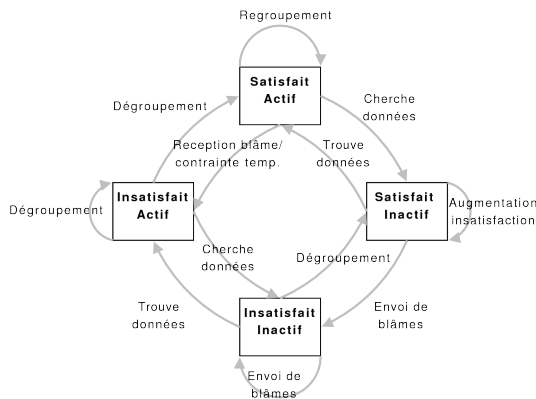 Regroupement
Satisfait
Actif
Dégroupement
Cherche
données
Reception blâme/
contrainte temp.
Trouve
données
Insatisfait
Actif
Dégroupement
Satisfait
Inactif
Augmentation
insatisfaction
Cherche
données
Dégroupement
Trouve
données
Insatisfait
Inactif
Envoi de
blâmes
Envoi de
blâmes